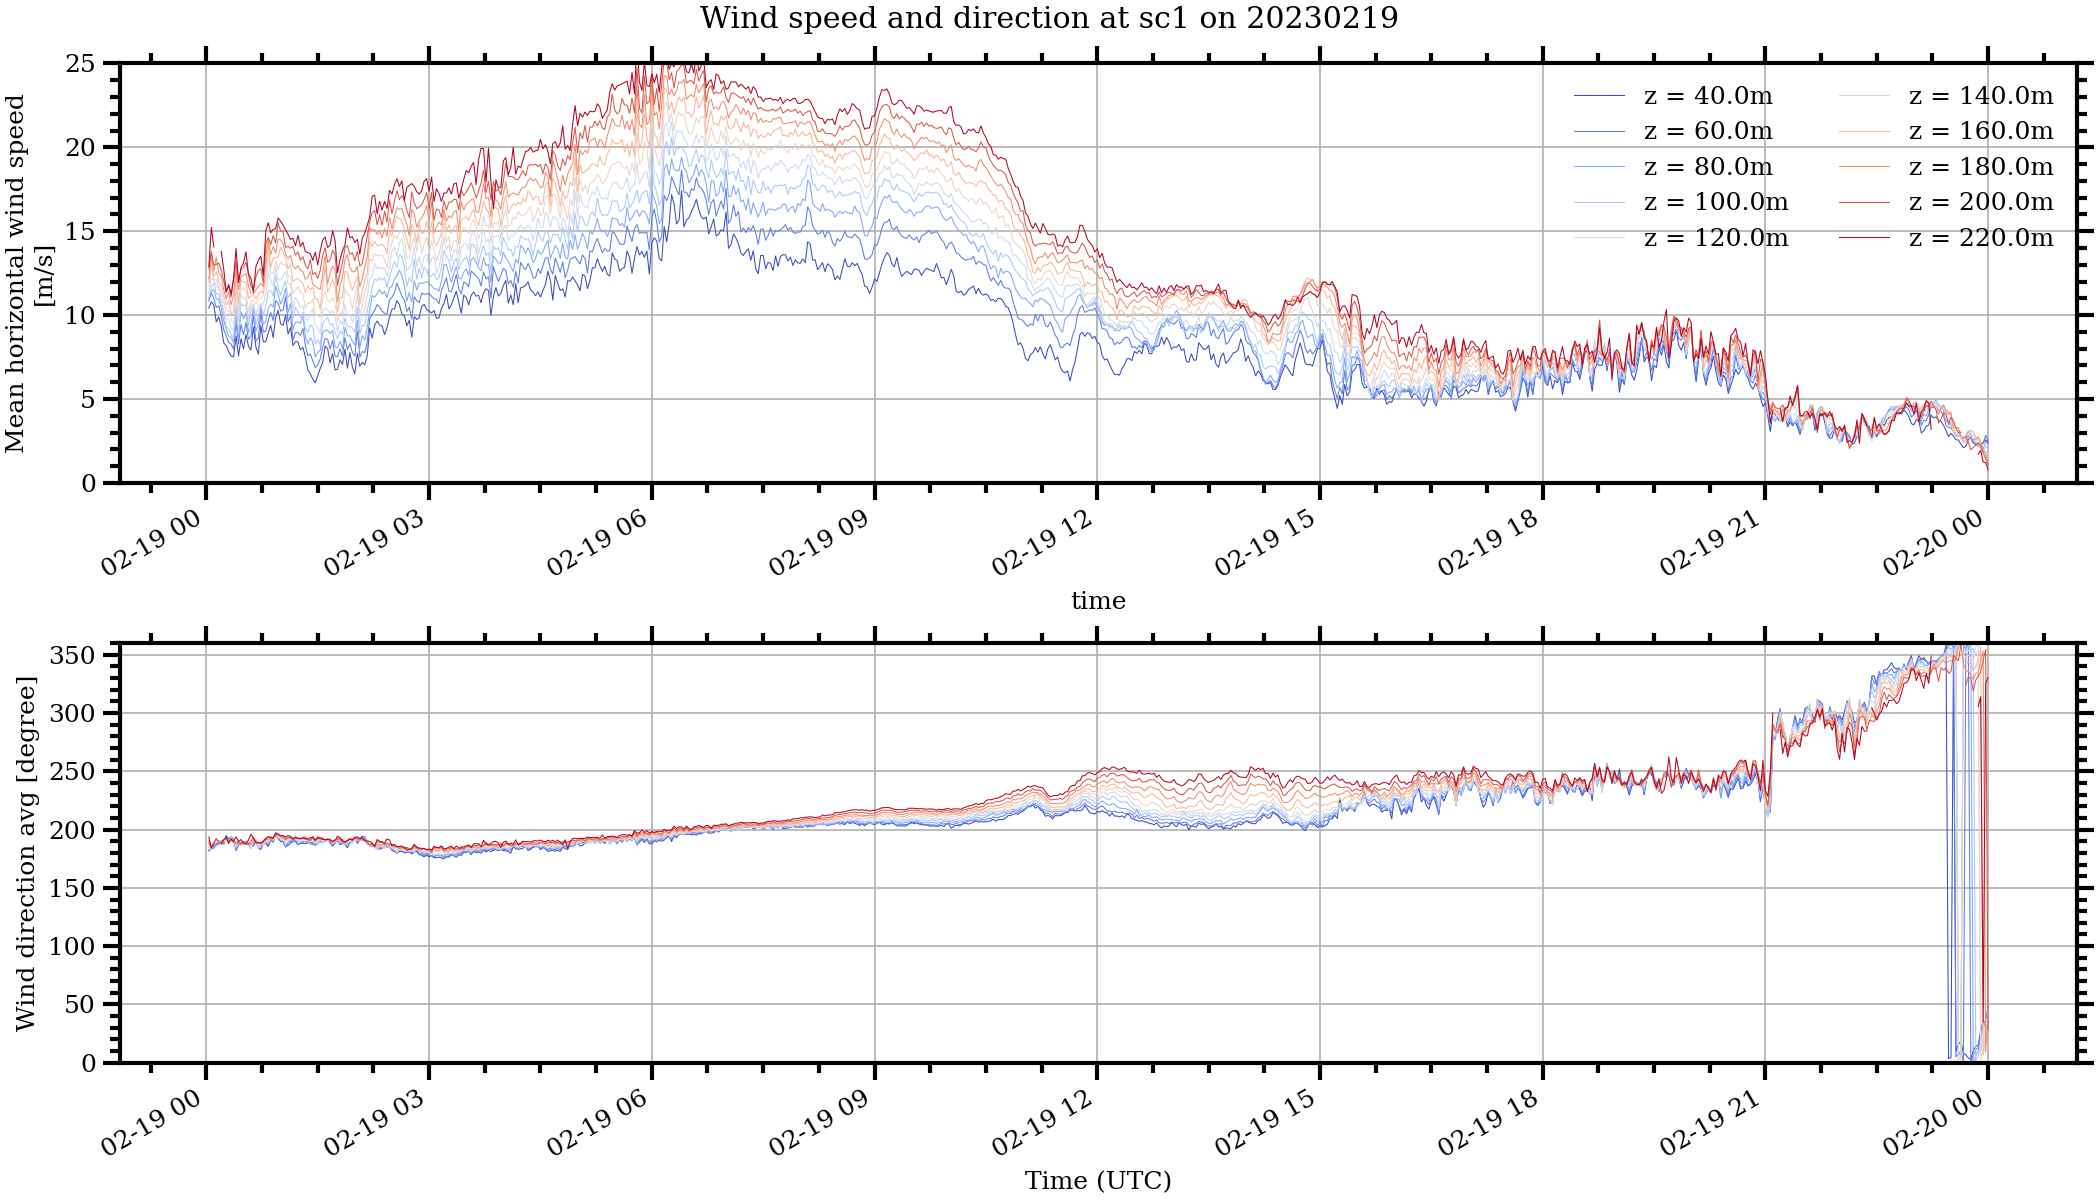 Wind speed and direction at sc1 on 20230219
Mean horizontal wind speed
[m/s]
25
20
15
10
5
0
z = 40.0m
z = 60.0m
z = 80.0m
z = 100.0m
z = 120.0m
z = 140.0m
z = 160.0m
z = 180.0m
z = 200.0m
z = 220.0m
02-19 00
02-19 03
02-19 06
02-19 09
02-19 12
02-19 15
02-19 18
02-19 21
02-20 00
time
Wind direction avg [degree]
350
300
250
200
150
100
50
0
02-19 00
02-19 03
02-19 06
02-19 09
02-19 12
02-19 15
02-19 18
02-19 21
02-20 00
Time (UTC)